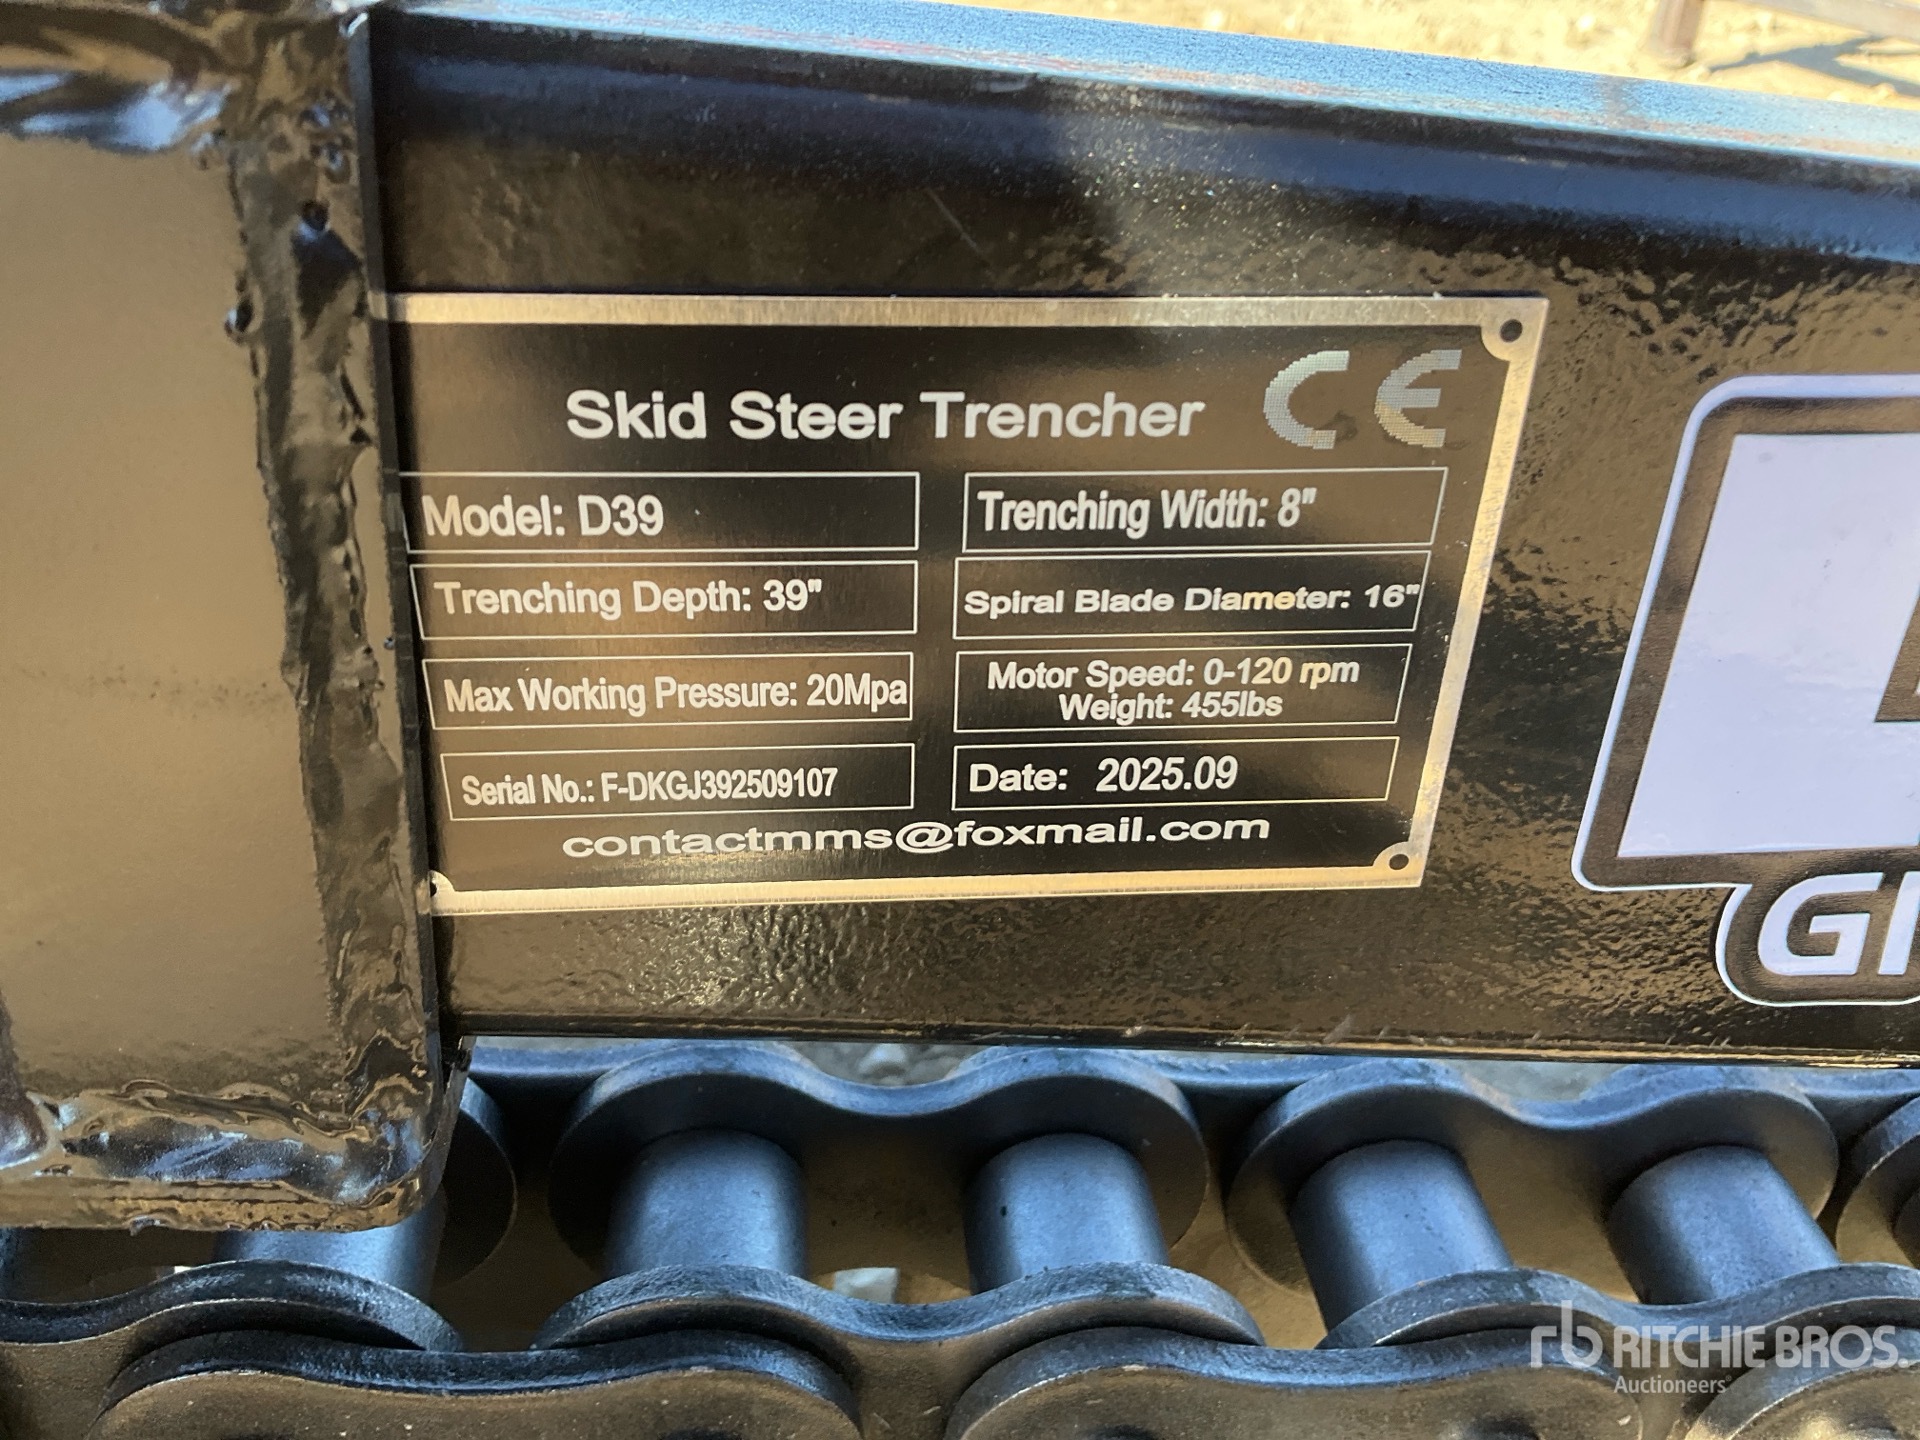 Skid Steer Trencher CE
Model: D39
Trenching Width: 8"
Trenching Depth: 39"
Spiral Blade Diameter: 16"
Max Working Pressure: 20Mpa
Motor Speed: 0-120 rpm
Weight: 455lbs
Serial No.: F-DKGJ392509107
Date: 2025.09
contactmms@foxmail.com
rb RITCHIE BROS.
Auctioneers